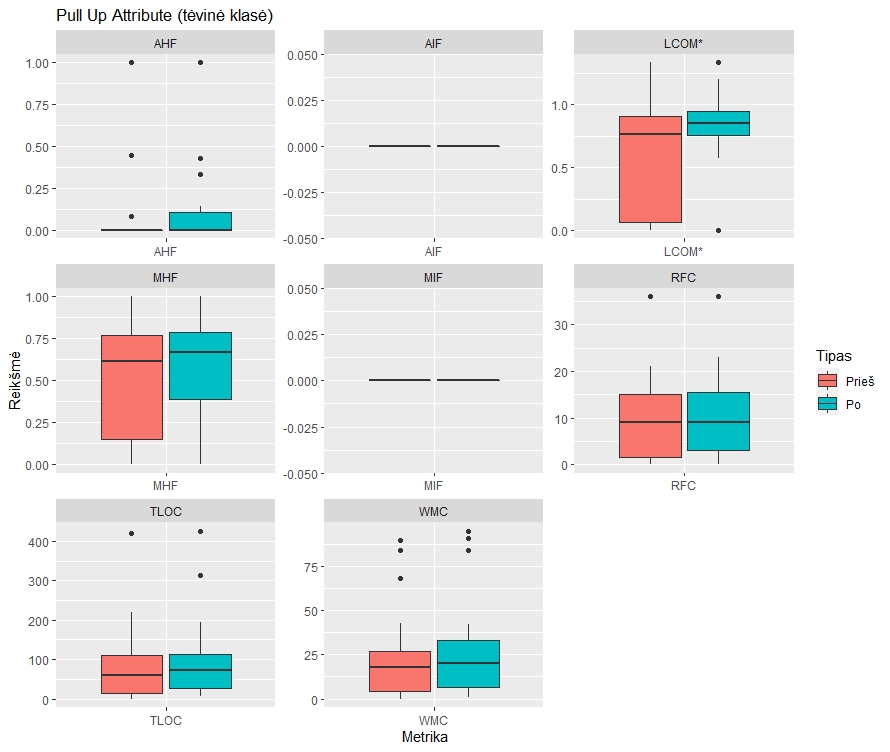 Pull Up Attribute (tėvinė klasė)
AHF
AIF
LCOM*
1.00
0.75
0.50
0.25
0.00
0.050
0.025
0.000
-0.025
-0.050
1.0
0.5
0.0
AHF
AIF
LCOM*
MHF
MIF
RFC
1.00
0.75
0.50
0.25
0.00
0.050
0.025
0.000
-0.025
-0.050
30
20
10
0
MHF
MIF
RFC
TLOC
WMC
400
300
200
100
0
75
50
25
0
TLOC
WMC
Metrika
Reikšmė
Tipas
Prieš
Po